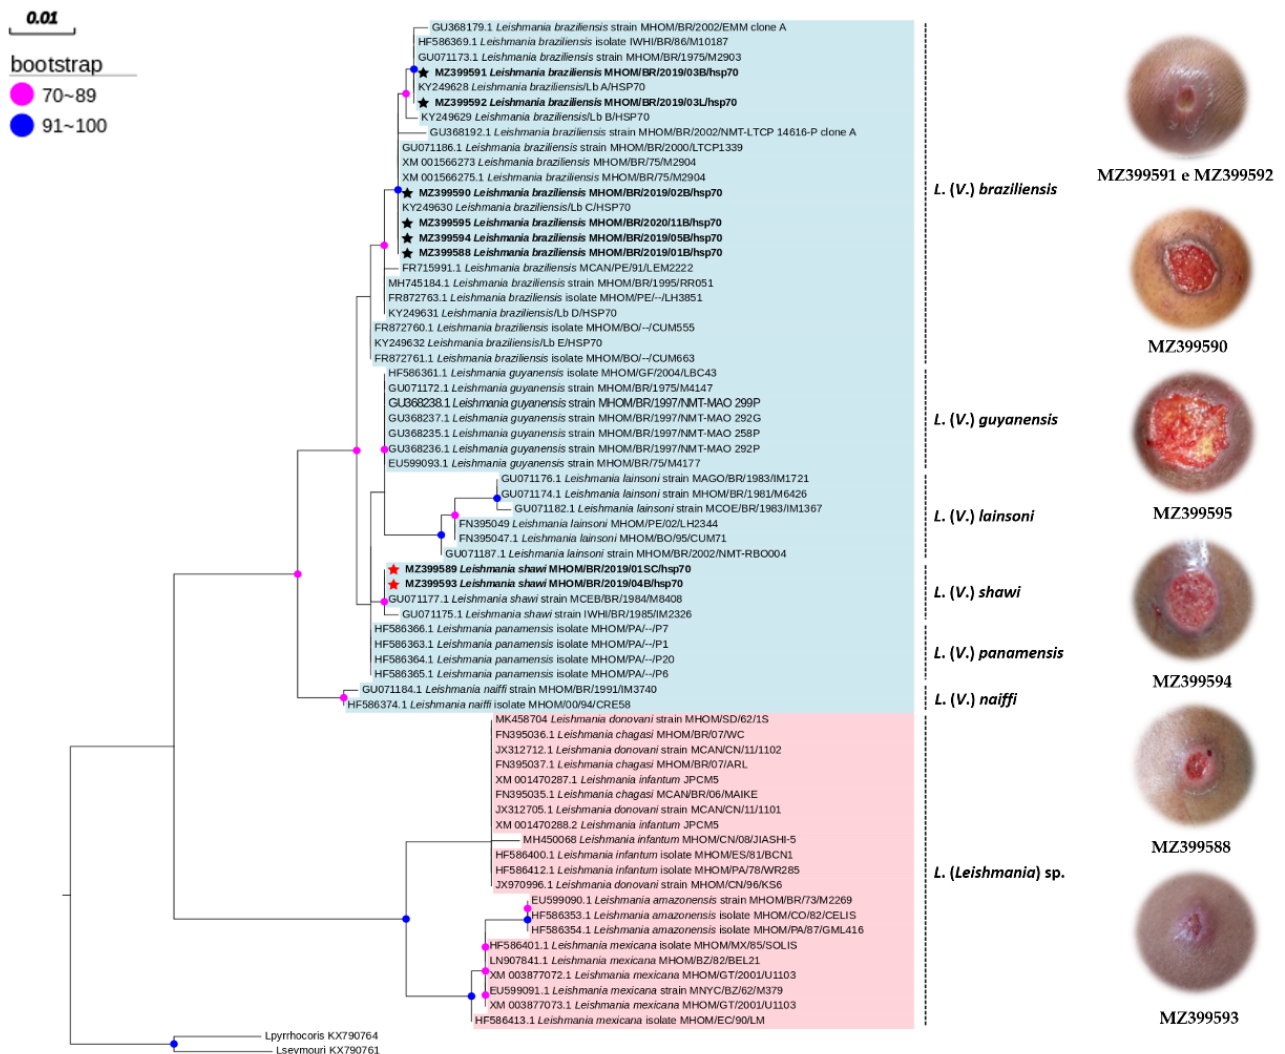 0.01
bootstrap
70~89
91~100
GU368179.1 Leishmania braziliensis strain MHOM/BR/2002/EMM clone A
HF586369.1 Leishmania braziliensis isolate IWHI/BR/86/M10187
GU071173.1 Leishmania braziliensis strain MHOM/BR/1975/M2903
MZ399591 Leishmania braziliensis MHOM/BR/2019/03B/hsp70
KY249628 Leishmania braziliensis/Lb A/HSP70
MZ399592 Leishmania braziliensis MHOM/BR/2019/03L/hsp70
KY249629 Leishmania braziliensis/Lb B/HSP70
GU368192.1 Leishmania braziliensis strain MHOM/BR/2002/NMT-LTCP 14616-P clone A
GU071186.1 Leishmania braziliensis strain MHOM/BR/2000/LTCP1339
XM 001566273 Leishmania braziliensis MHOM/BR/75/M2904
XM 001566275.1 Leishmania braziliensis MHOM/BR/75/M2904
MZ399590 Leishmania braziliensis MHOM/BR/2019/02B/hsp70
KY249630 Leishmania braziliensis/Lb C/HSP70
MZ399595 Leishmania braziliensis MHOM/BR/2020/11B/hsp70
MZ399594 Leishmania braziliensis MHOM/BR/2019/05B/hsp70
MZ399588 Leishmania braziliensis MHOM/BR/2019/01B/hsp70
FR715991.1 Leishmania braziliensis MCAN/PE/91/LEM2222
MH745184.1 Leishmania braziliensis strain MHOM/BR/1995/RR051
FR872763.1 Leishmania braziliensis isolate MHOM/PE/--/LH3851
KY249631 Leishmania braziliensis/Lb D/HSP70
FR872760.1 Leishmania braziliensis isolate MHOM/BO/--/CUM555
KY249632 Leishmania braziliensis/Lb E/HSP70
FR872761.1 Leishmania braziliensis isolate MHOM/BO/--/CUM663
HF586361.1 Leishmania guyanensis isolate MHOM/GF/2004/LBC43
GU071172.1 Leishmania guyanensis strain MHOM/BR/1975/M4147
GU368238.1 Leishmania guyanensis strain MHOM/BR/1997/NMT-MAO 299P
GU368237.1 Leishmania guyanensis strain MHOM/BR/1997/NMT-MAO 292G
GU368235.1 Leishmania guyanensis strain MHOM/BR/1997/NMT-MAO 258P
GU368236.1 Leishmania guyanensis strain MHOM/BR/1997/NMT-MAO 292P
EU599093.1 Leishmania guyanensis strain MHOM/BR/75/M4177
GU071176.1 Leishmania lainsoni strain MAGO/BR/1983/IM1721
GU071174.1 Leishmania lainsoni strain MHOM/BR/1981/M6426
GU071182.1 Leishmania lainsoni strain MCOE/BR/1983/IM1367
FN395049 Leishmania lainsoni MHOM/PE/02/LH2344
FN395047.1 Leishmania lainsoni MHOM/BO/95/CUM71
GU071187.1 Leishmania lainsoni strain MHOM/BR/2002/NMT-RBO004
MZ399589 Leishmania shawi MHOM/BR/2019/01SC/hsp70
MZ399593 Leishmania shawi MHOM/BR/2019/04B/hsp70
GU071177.1 Leishmania shawi strain MCEB/BR/1984/M8408
GU071175.1 Leishmania shawi strain IWHI/BR/1985/IM2326
HF586366.1 Leishmania panamensis isolate MHOM/PA/--/P7
HF586363.1 Leishmania panamensis isolate MHOM/PA/--/P1
HF586364.1 Leishmania panamensis isolate MHOM/PA/--/P20
HF586365.1 Leishmania panamensis isolate MHOM/PA/--/P6
GU071184.1 Leishmania naiffi strain MHOM/BR/1991/IM3740
HF586374.1 Leishmania naiffi isolate MHOM/00/94/CRE58
MK458704 Leishmania donovani strain MHOM/SD/62/1S
FN395036.1 Leishmania chagasi MHOM/BR/07/WC
JX312712.1 Leishmania donovani strain MCAN/CN/11/1102
FN395037.1 Leishmania chagasi MHOM/BR/07/ARL
XM 001470287.1 Leishmania infantum JPCM5
FN395035.1 Leishmania chagasi MCAN/BR/06/MAIKE
JX312705.1 Leishmania donovani strain MCAN/CN/11/1101
XM 001470288.2 Leishmania infantum JPCM5
MH450068 Leishmania infantum MHOM/CN/08/JIASHI-5
HF586400.1 Leishmania infantum isolate MHOM/ES/81/BCN1
HF586412.1 Leishmania infantum isolate MHOM/PA/78/WR285
JX970996.1 Leishmania donovani strain MHOM/CN/96/KS6
EU599090.1 Leishmania amazonensis strain MHOM/BR/73/M2269
HF586353.1 Leishmania amazonensis isolate MHOM/CO/82/CELIS
HF586354.1 Leishmania amazonensis isolate MHOM/PA/87/GML416
HF586401.1 Leishmania mexicana isolate MHOM/MX/85/SOLIS
LN907841.1 Leishmania mexicana MHOM/BZ/82/BEL21
XM 003877072.1 Leishmania mexicana MHOM/GT/2001/U1103
EU599091.1 Leishmania mexicana strain MNYC/BZ/62/M379
XM 003877073.1 Leishmania mexicana MHOM/GT/2001/U1103
HF586413.1 Leishmania mexicana isolate MHOM/EC/90/LM
Lpyrrhocoris KX790764
Lseymouri KX790761
L. (V.) braziliensis
L. (V.) guyanensis
L. (V.) lainsoni
L. (V.) shawi
L. (V.) panamensis
L. (V.) naiffi
L. (Leishmania) sp.
MZ399591 e MZ399592
MZ399590
MZ399595
MZ399594
MZ399588
MZ399593